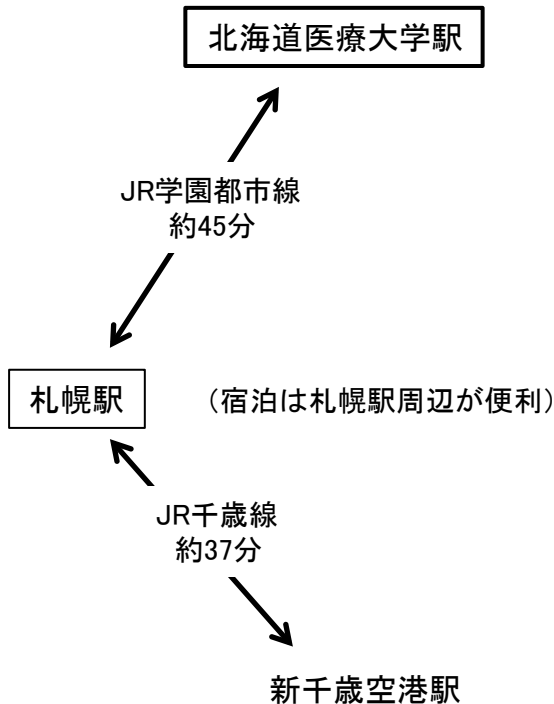 北海道医療大学駅
JR学園都市線
約45分
札幌駅
（宿泊は札幌駅周辺が便利）
JR千歳線
約37分
新千歳空港駅